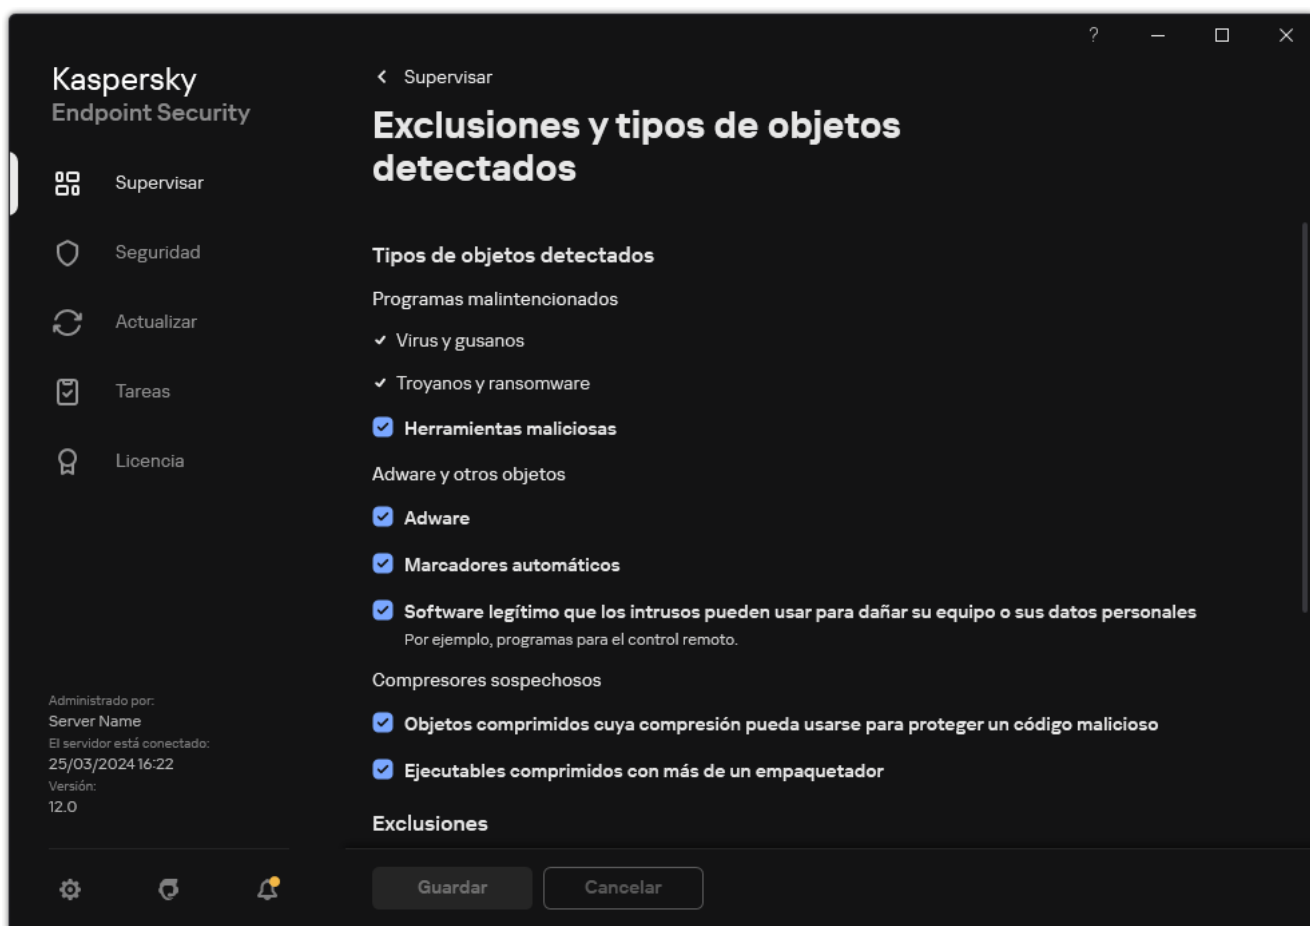 ?
Kaspersky
Endpoint Security
Supervisar
Seguridad
Actualizar
Tareas
Licencia
Administrado por:
Server Name
El servidor está conectado:
25/03/2024 16:22
Versión:
12.0
Supervisar
Exclusiones y tipos de objetos
detectados
Tipos de objetos detectados
Programas malintencionados
Virus y gusanos
Troyanos y ransomware
Herramientas maliciosas
Adware y otros objetos
Adware
Marcadores automáticos
Software legítimo que los intrusos pueden usar para dañar su equipo o sus datos personales
Por ejemplo, programas para el control remoto.
Compresores sospechosos
Objetos comprimidos cuya compresión pueda usarse para proteger un código malicioso
Ejecutables comprimidos con más de un empaquetador
Exclusiones
Guardar
Cancelar